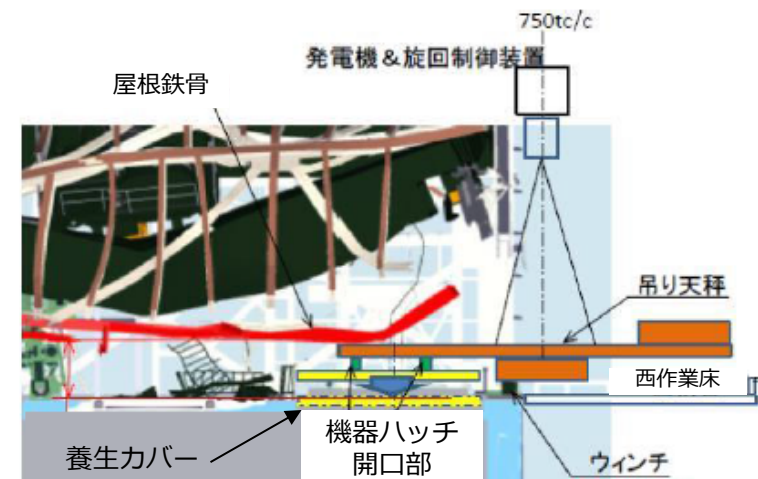 750tc/c
発電機＆旋回制御装置
屋根鉄骨
吊り天秤
西作業床
養生カバー
機器ハッチ
開口部
ウィンチ